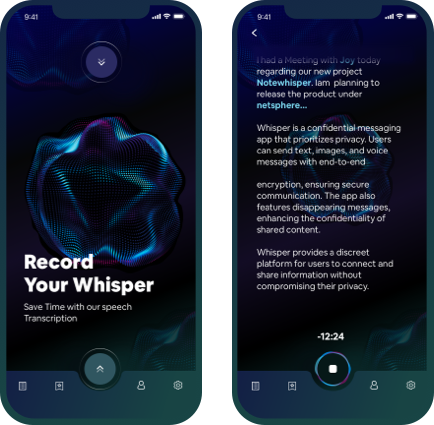 9:41
Record
Your Whisper
Save Time with our speech
Transcription
9:41
I had a Meeting with Joy today
regarding our new project
Notewhisper. Iam planning to
release the product under
netsphere...
Whisper is a confidential messaging
app that prioritizes privacy. Users
can send text, images, and voice
messages with end-to-end
encryption, ensuring secure
communication. The app also
features disappearing messages,
enhancing the confidentiality of
shared content.
Whisper provides a discreet
platform for users to connect and
share information without
compromising their privacy.
-12:24